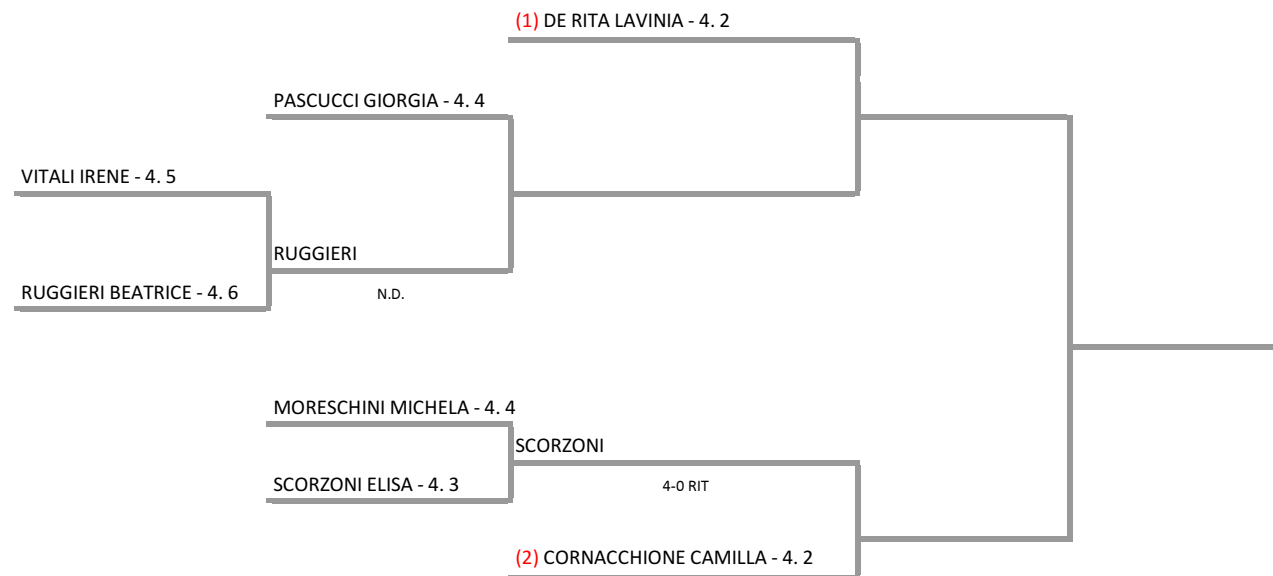 (1) DE RITA LAVINIA - 4. 2
PASCUCCI GIORGIA - 4. 4
VITALI IRENE - 4. 5
RUGGIERI
RUGGIERI BEATRICE - 4. 6
N.D.
MORESCHINI MICHELA - 4. 4
SCORZONI
SCORZONI ELISA - 4. 3
4-0 RIT
(2) CORNACCHIONE CAMILLA - 4. 2